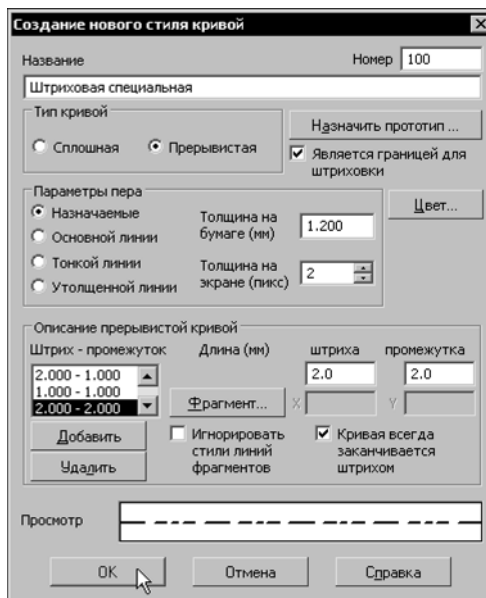 Создание нового стиля кривой
Название Номер 100
Штриховая специальная
Тип кривой
Сплошная Прерывистая
Назначить прототип ...
Является границей для
штриховки
Параметры пера
Назначаемые
Основной линии
Тонкой линии
Утолщенной линии
Толщина на
бумаге (мм)
1.200
Толщина на
экране (пикс)
2
Цвет...
Описание прерывистой кривой
Штрих - промежуток Длина (мм) штриха промежутка
2.000 - 1.000
1.000 - 1.000
2.000 - 2.000
2.0 2.0
Фрагмент... X Y
Добавить
Удалить
Игнорировать
стили линий
фрагментов
Кривая всегда
заканчивается
штрихом
Просмотр
OK Отмена Справка